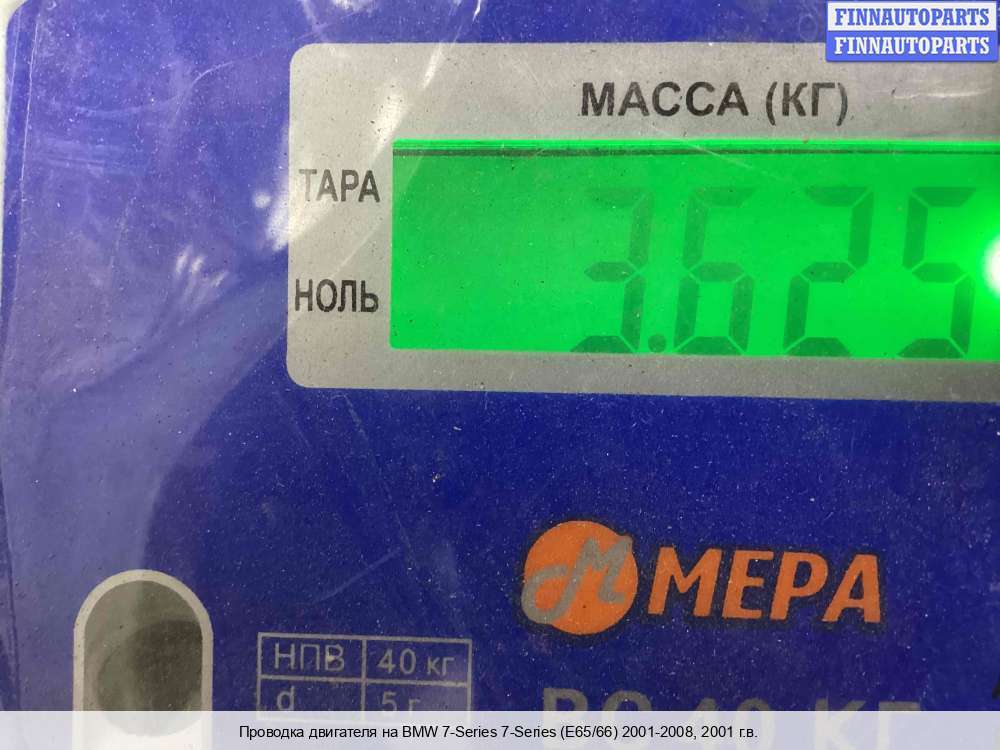 FINNAUTOPARTS
FINNAUTOPARTS
МАССА (КГ)
ТАРА
3.625
НОЛЬ
М МЕРА
НПВ 40 кг
d 5 г
Проводка двигателя на BMW 7-Series 7-Series (E65/66) 2001-2008, 2001 г.в.